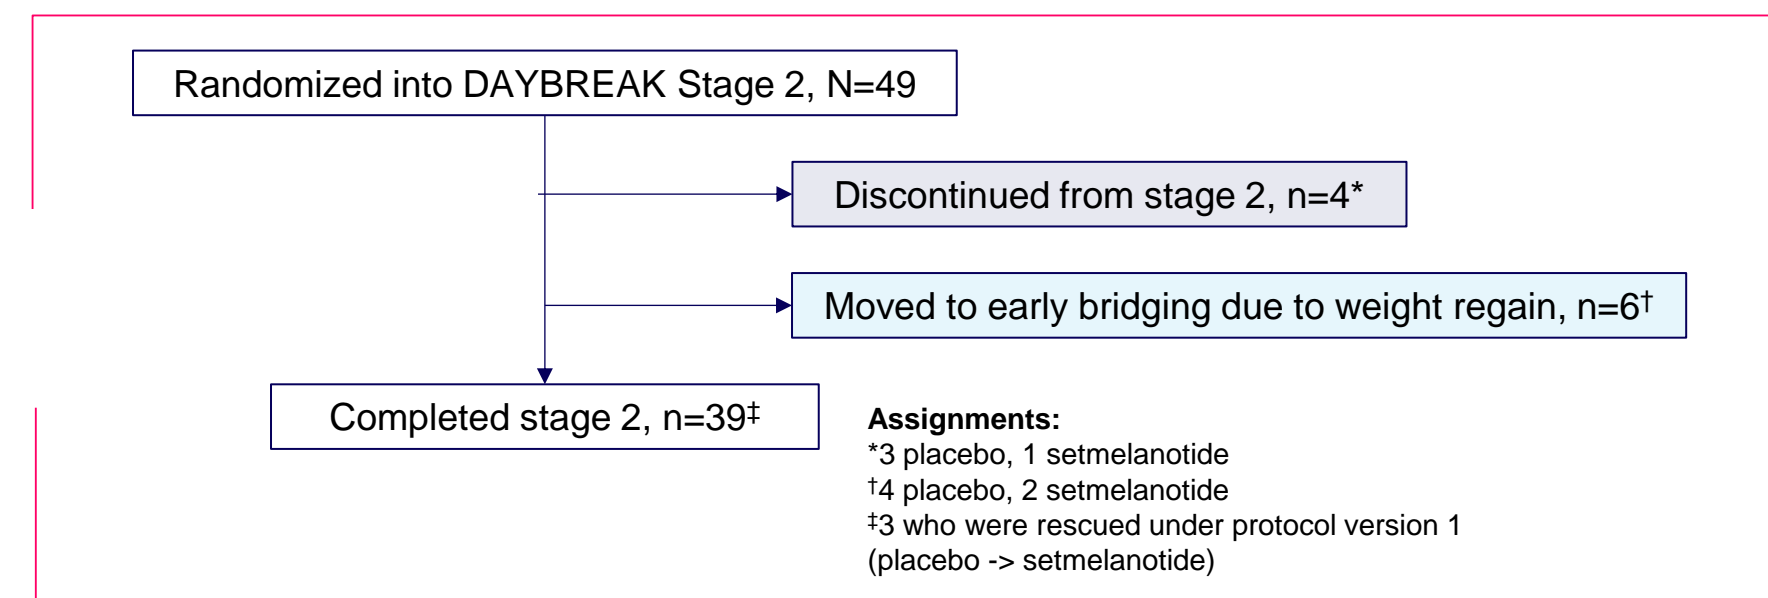 Randomized into DAYBREAK Stage 2, N=49
Discontinued from stage 2, n=4*
Moved to early bridging due to weight regain, n=6†
Completed stage 2, n=39‡
Assignments:
*3 placebo, 1 setmelanotide
†4 placebo, 2 setmelanotide
‡3 who were rescued under protocol version 1
(placebo -> setmelanotide)